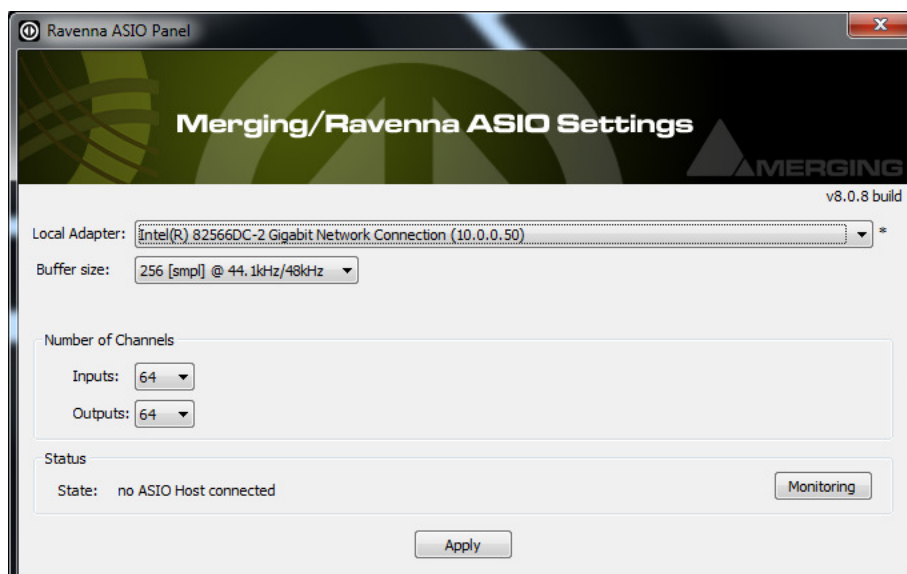 Ravenna ASIO Panel
Merging/Ravenna ASIO Settings
MERGING
v8.0.8 build
Local Adapter: Intel(R) 82566DC-2 Gigabit Network Connection (10.0.0.50) *
Buffer size: 256 [smpl] @ 44.1kHz/48kHz
Number of Channels
Inputs: 64
Outputs: 64
Status
State: no ASIO Host connected
Monitoring
Apply